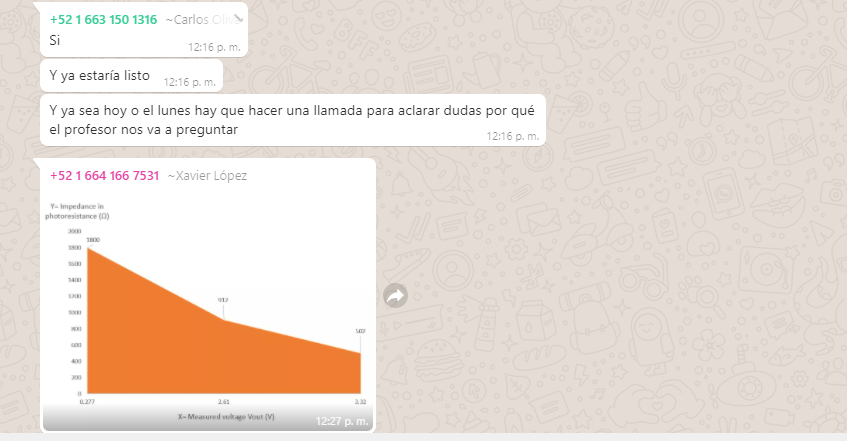 +52 1 663 150 1316 ~Carlos
Si
12:16 p. m.
Y ya estaría listo 12:16 p. m.
Y ya sea hoy o el lunes hay que hacer una llamada para aclarar dudas por qué
el profesor nos va a preguntar
12:16 p. m.
+52 1 664 166 7531 ~Xavier López
Y= Impedance in
photoresistance (Ω)
2000
1800
1800
1600
1400
1200
1000
800
600
400
200
0
912
502
0.277 2.61 3.32
X= Measured voltage Vout (V)
12:27 p. m.